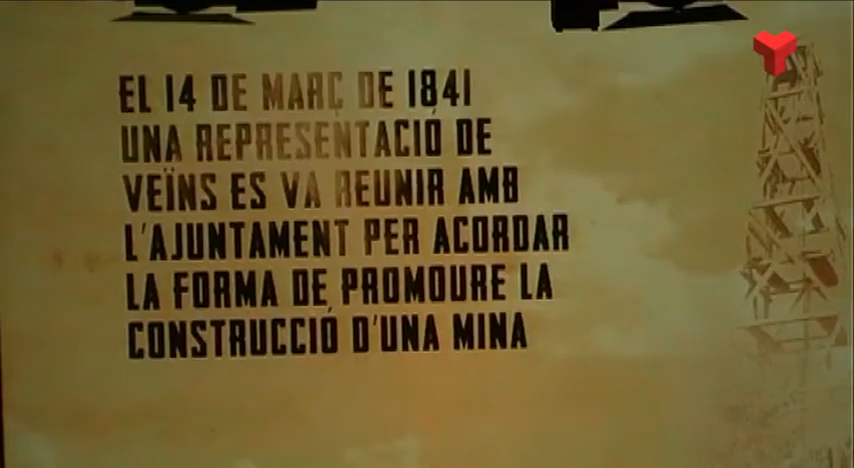 EL 14 DE MARÇ DE 1841
UNA REPRESENTACIÓ DE
VEÏNS ES VA REUNIR AMB
L'AJUNTAMENT PER ACORDAR
LA FORMA DE PROMOURE LA
CONSTRUCCIÓ D'UNA MINA